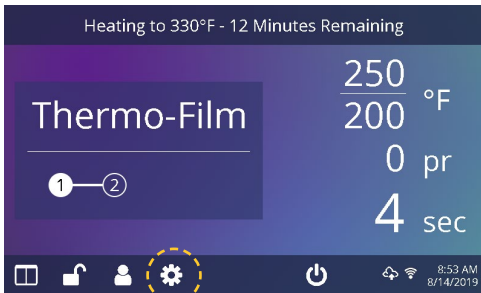 Heating to 330°F - 12 Minutes Remaining
Thermo-Film
1 2
250
200 °F
0 pr
4 sec
8:53 AM
8/14/2019